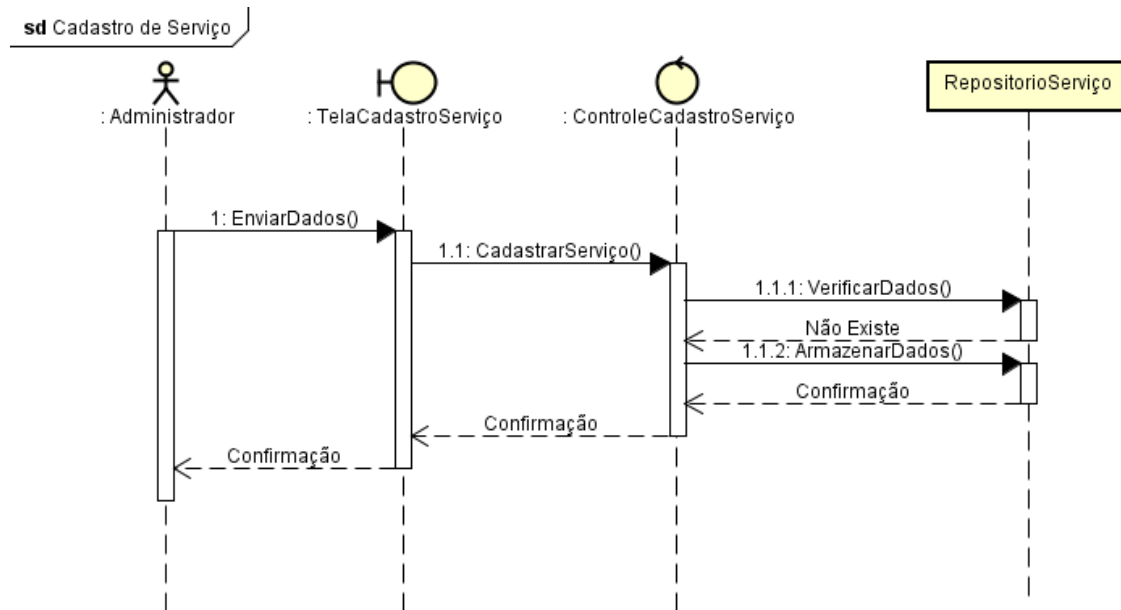 sd Cadastro de Serviço
: Administrador
: TelaCadastroServiço
: ControleCadastroServiço
RepositorioServiço
1: EnviarDados()
1.1: CadastrarServiço()
1.1.1: VerificarDados()
Não Existe
1.1.2: ArmazenarDados()
Confirmação
Confirmação
Confirmação